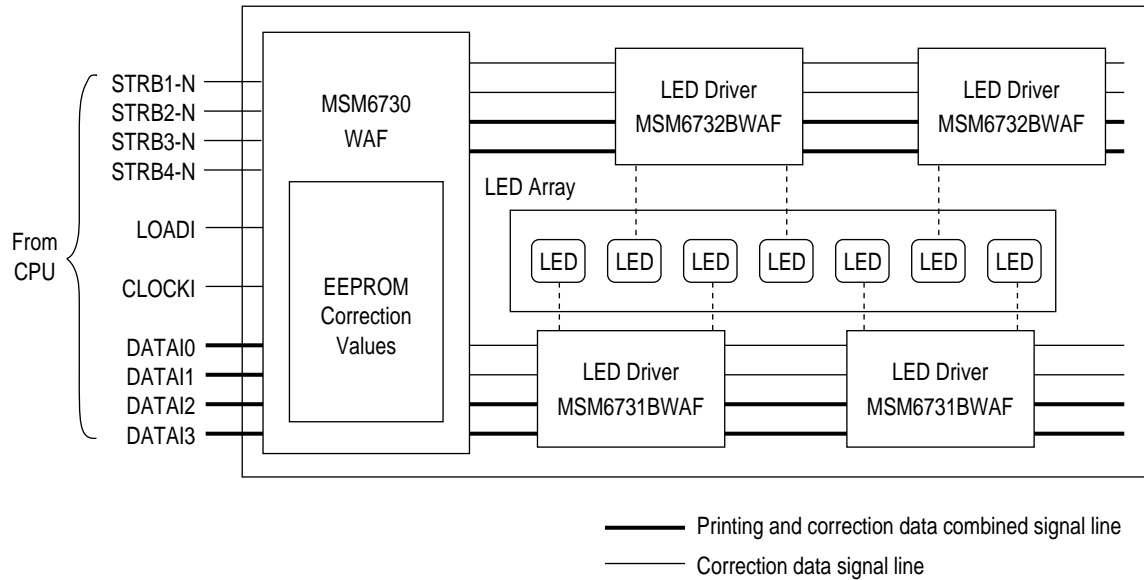 From
CPU
STRB1-N
STRB2-N
STRB3-N
STRB4-N
LOADI
CLOCKI
DATAI0
DATAI1
DATAI2
DATAI3
MSM6730
WAF
EEPROM
Correction
Values
LED Driver
MSM6732BWAF
LED Driver
MSM6732BWAF
LED Array
LED
LED
LED
LED
LED
LED
LED
LED Driver
MSM6731BWAF
LED Driver
MSM6731BWAF
Printing and correction data combined signal line
Correction data signal line